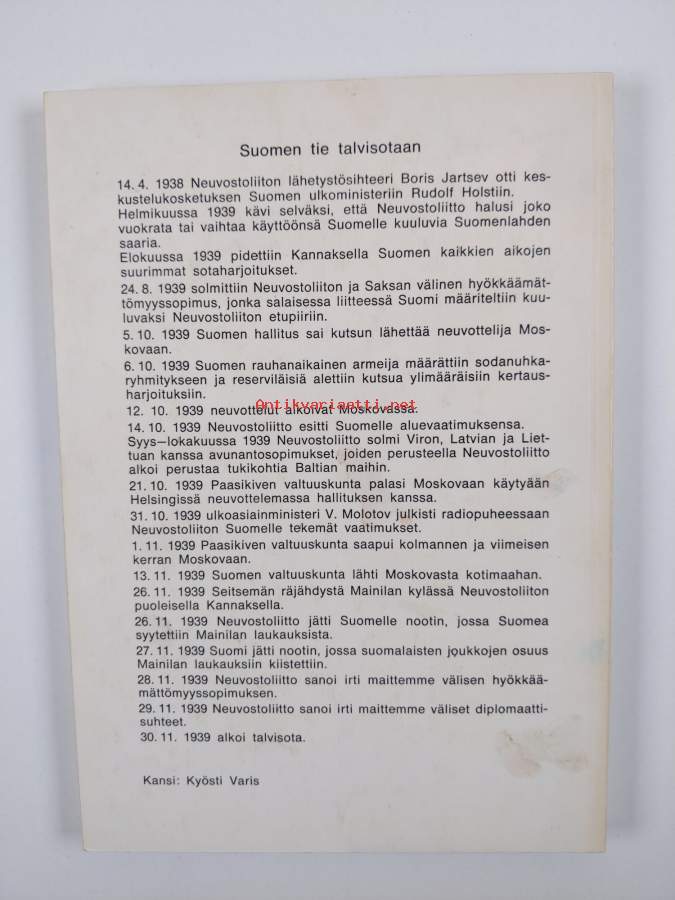 Suomen tie talvisotaan
14. 4. 1938 Neuvostoliiton lähetystösihteeri Boris Jartsev otti kes-
kustelukosketuksen Suomen ulkoministeriin Rudolf Holstiin.
Helmikuussa 1939 kävi selväksi, että Neuvostoliitto halusi joko
vuokrata tai vaihtaa käyttöönsä Suomelle kuuluvia Suomenlahden
saaria.
Elokuussa 1939 pidettiin Kannaksella Suomen kaikkien aikojen
suurimmat sotaharjoitukset.
24. 8. 1939 solmittiin Neuvostoliiton ja Saksan välinen hyökkäämät-
tömyyssopimus, jonka salaisessa liitteessä Suomi määriteltiin kuu-
luvaksi Neuvostoliiton etupiiriin.
5. 10. 1939 Suomen hallitus sai kutsun lähettää neuvottelija Mos-
kovaan.
6. 10. 1939 Suomen rauhanaikainen armeija määrättiin sodanuhka-
ryhmitykseen ja reserviläisiä alettiin kutsua ylimääräisiin kertaus-
harjoituksiin.
Antikvariaatti.net
12. 10. 1939 neuvottelut alkoivat Moskovassa.
14. 10. 1939 Neuvostoliitto esitti Suomelle aluevaatimuksensa.
Syys—lokakuussa 1939 Neuvostoliitto solmi Viron, Latvian ja Liet-
tuan kanssa avunantosopimukset, joiden perusteella Neuvostoliitto
alkoi perustaa tukikohtia Baltian maihin.
21. 10. 1939 Paasikiven valtuuskunta palasi Moskovaan käytyään
Helsingissä neuvottelemassa hallituksen kanssa.
31. 10. 1939 ulkoasiainministeri V. Molotov julkisti radiopuheessaan
Neuvostoliiton Suomelle tekemät vaatimukset.
1. 11. 1939 Paasikiven valtuuskunta saapui kolmannen ja viimeisen
kerran Moskovaan.
13. 11. 1939 Suomen valtuuskunta lähti Moskovasta kotimaahan.
26. 11. 1939 Seitsemän räjähdystä Mainilan kylässä Neuvostoliiton
puoleisella Kannaksella.
26. 11. 1939 Neuvostoliitto jätti Suomelle nootin, jossa Suomea
syytettiin Mainilan laukauksista.
27. 11. 1939 Suomi jätti nootin, jossa suomalaisten joukkojen osuus
Mainilan laukauksiin kiistettiin.
28. 11. 1939 Neuvostoliitto sanoi irti maittemme välisen hyökkää-
mättömyyssopimuksen.
29. 11. 1939 Neuvostoliitto sanoi irti maittemme väliset diplomaatti-
suhteet.
30. 11. 1939 alkoi talvisota.
Kansi: Kyösti Varis